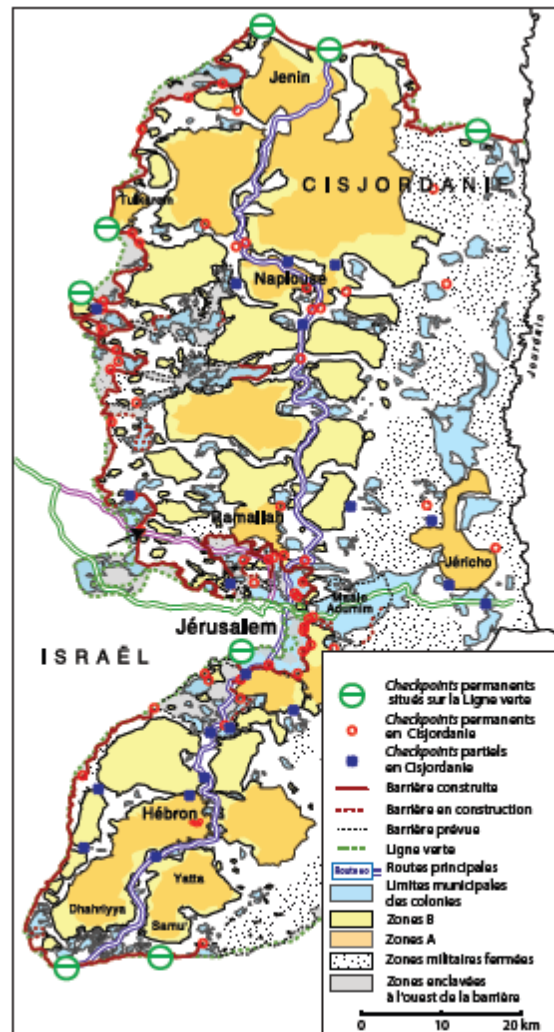 Jenin
CISJORDANIE
Tulkarem
Naplouse
Jourdain
Ramallah
Jéricho
Maale
Adumim
Jérusalem
ISRAËL
Hébron
Yatta
Dhahriyya
Samu'
Checkpoints permanents
situés sur la Ligne verte
Checkpoints permanents
en Cisjordanie
Checkpoints partiels
en Cisjordanie
Barrière construite
Barrière en construction
Barrière prévue
Ligne verte
Routes principales
Limites municipales
des colonies
Zones B
Zones A
Zones militaires fermées
Zones enclavées
à l'ouest de la barrière
0 10 20 km